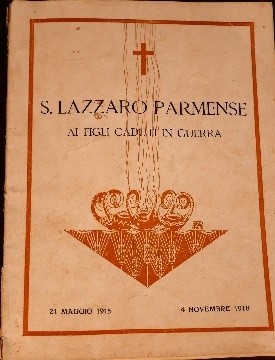 S. LAZZARO PARMENSE
AI FIGLI CADUTI IN GUERRA
21 MAGGIO 1915
4 NOVEMBRE 1918